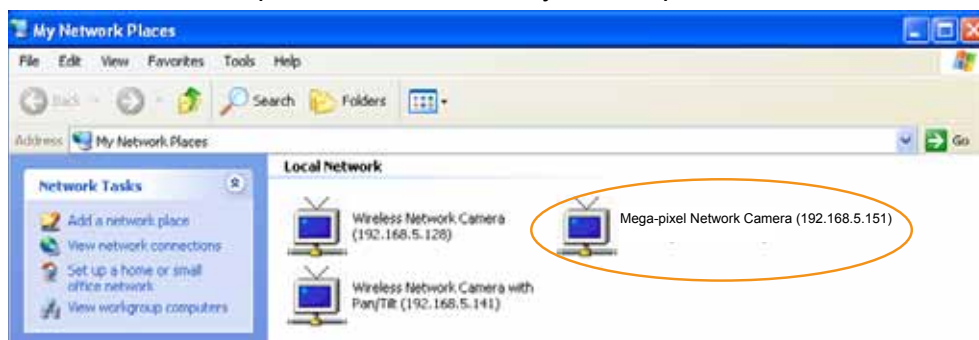 My Network Places
File Edit View Favorites Tools Help
Back Search Folders
Address My Network Places Go
Local Network
Network Tasks
Add a network place
View network connections
Set up a home or small
office network
View workgroup computers
Wireless Network Camera
(192.168.5.128)
Mega-pixel Network Camera (192.168.5.151)
Wireless Network Camera with
Pan/Tilt (192.168.5.141)